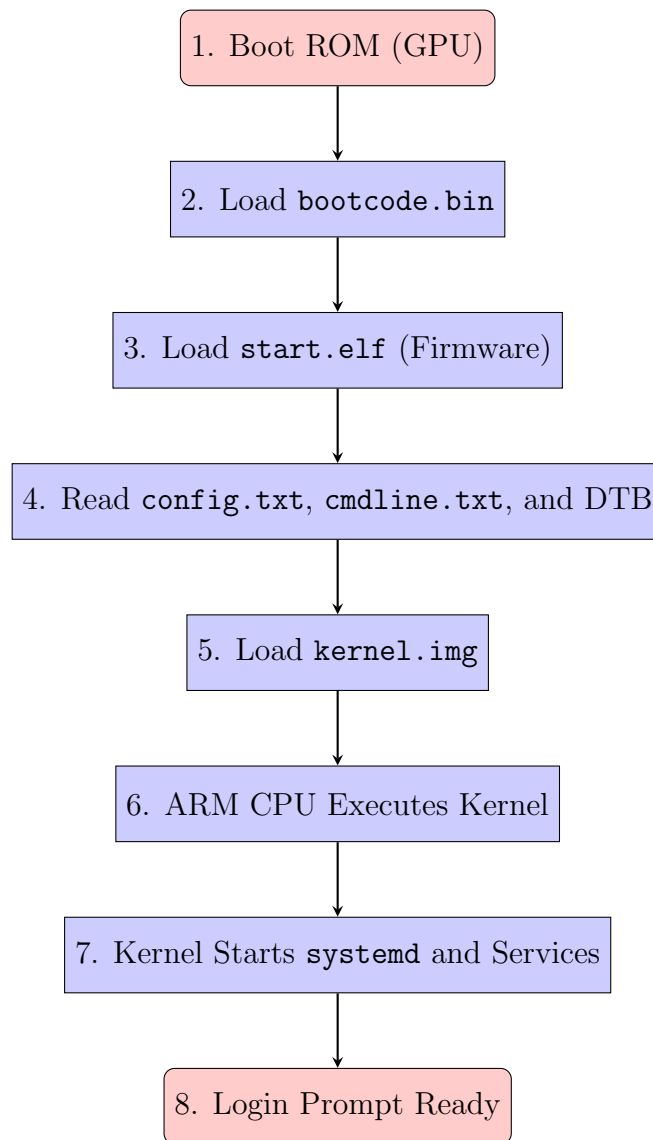 1. Boot ROM (GPU)
2. Load bootcode.bin
3. Load start.elf (Firmware)
4. Read config.txt, cmdline.txt, and DTB
5. Load kernel.img
6. ARM CPU Executes Kernel
7. Kernel Starts systemd and Services
8. Login Prompt Ready